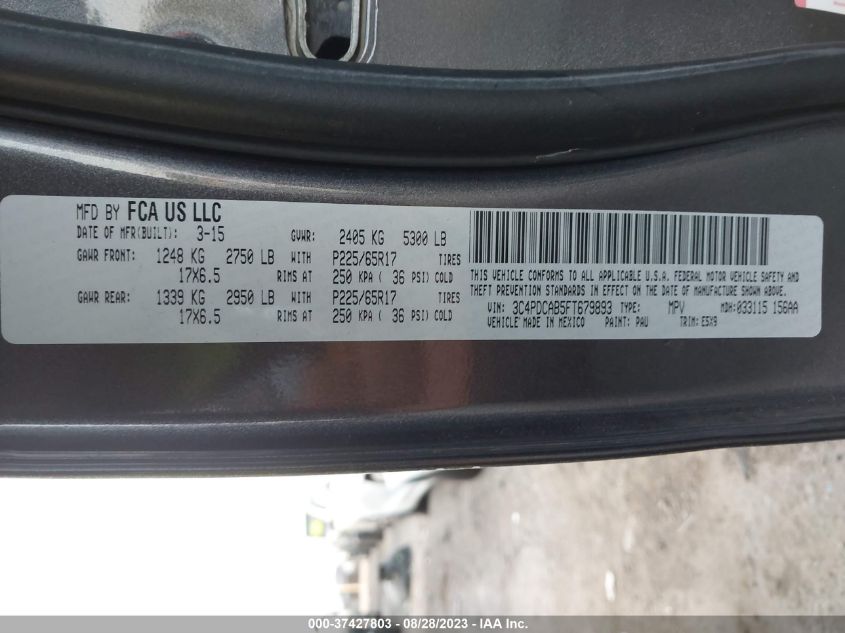 MFD BY FCA US LLC
DATE OF MFR(BUILT): 3-15 GVWR: 2405 KG 5300 LB
GAWR FRONT: 1248 KG 2750 LB WITH P225/65R17 TIRES
17X6.5 RIMS AT 250 KPA ( 36 PSI) COLD
GAWR REAR: 1339 KG 2950 LB WITH P225/65R17 TIRES
17X6.5 RIMS AT 250 KPA ( 36 PSI) COLD
THIS VEHICLE CONFORMS TO ALL APPLICABLE U.S.A. FEDERAL MOTOR VEHICLE SAFETY AND
THEFT PREVENTION STANDARDS IN EFFECT ON THE DATE OF MANUFACTURE SHOWN ABOVE.
VIN: 3C4PDCAB5FT679893 TYPE: MPV MDH:033115 156AA
VEHICLE MADE IN MEXICO PAINT: PAU TRIM: E5X9
000-37427803 - 08/28/2023 - IAA Inc.